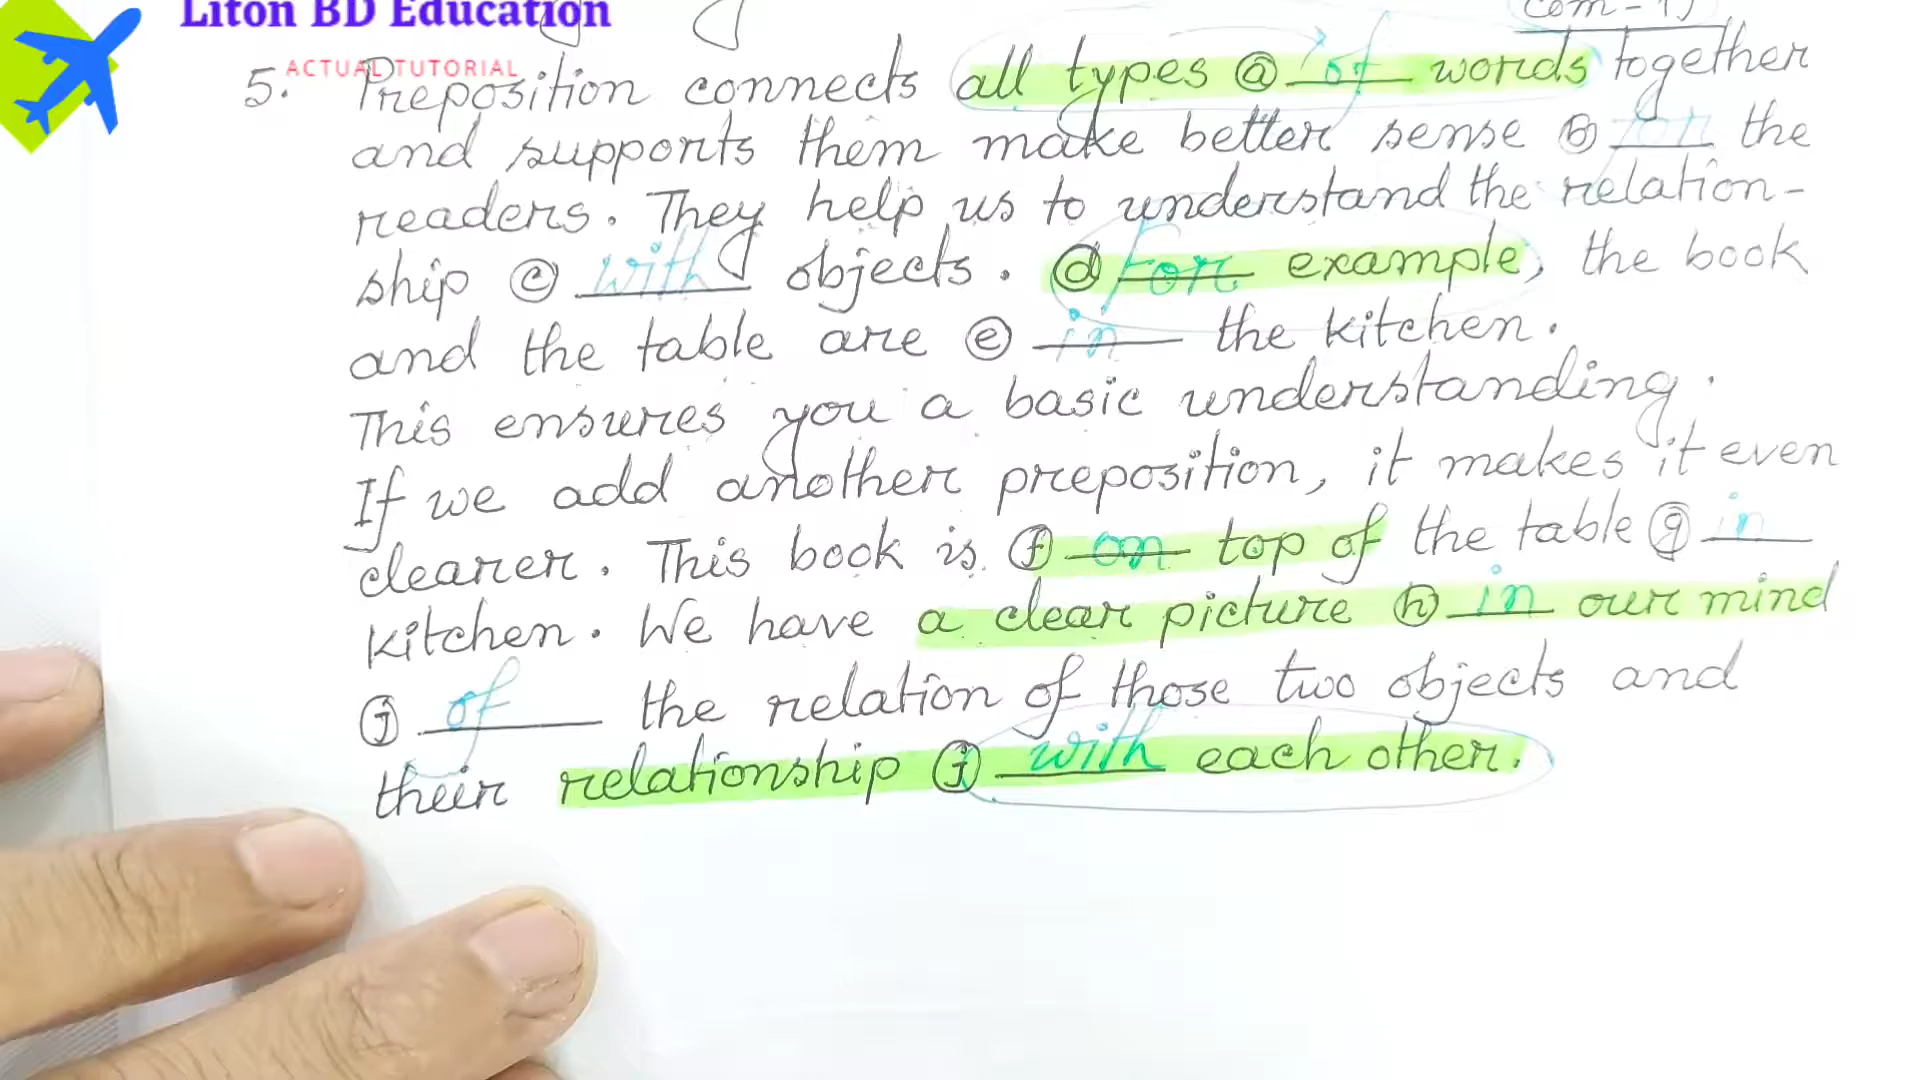 Liton BD Education
Com-19
ACTUAL TUTORIAL
5. Preposition connects all types (a) of words together
and supports them make better sense (b) for the
readers. They help us to understand the relation-
ship (c) with objects. (d) For example, the book
and the table are (e) in the kitchen.
This ensures you a basic understanding.
If we add another preposition, it makes it even
clearer. This book is (f) on top of the table (g) in
kitchen. We have a clear picture (h) in our mind
(i) of the relation of those two objects and
their relationship (j) with each other.